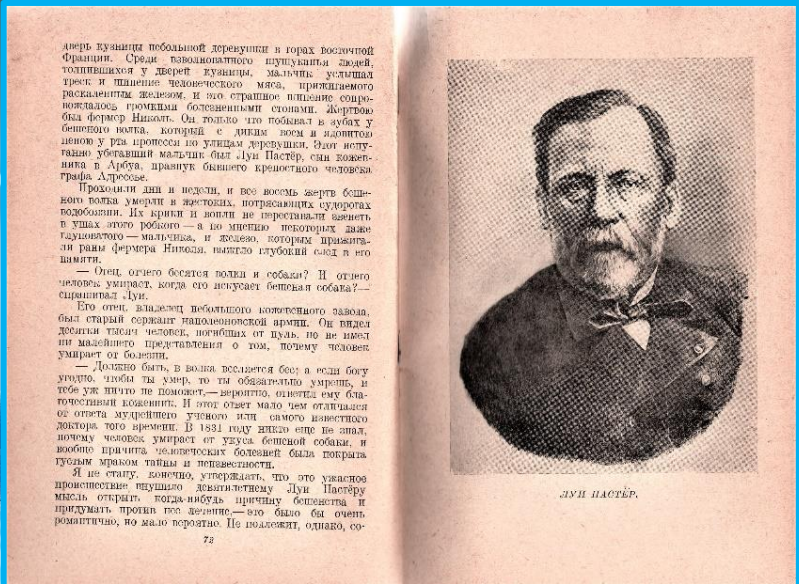 дверь кузницы небольшой деревушки в горах восточной
Франции. Среди взволнованного шушуканья людей,
толпившихся у дверей кузницы, мальчик услышал
треск и шипение человеческого мяса, прижигаемого
раскаленным железом, и это страшное шипение сопро-
вождалось громкими болезненными стонами. Жертвою
был фермер Николь. Он только что побывал в зубах у
бешеного волка, который с диким воем и ядовитою
пеною у рта пронесся по улицам деревушки. Этот испу-
ганно убегавший мальчик был Луи Пастёр, сын кожев-
ника в Арбуа, правнук бывшего крепостного человека
графа Адрессье.
Проходили дни и недели, и все восемь жертв беше-
ного волка умерли в жестоких, потрясающих судорогах
водобоязни. Их крики и вопли не переставали звенеть
в ушах этого робкого — а по мнению некоторых даже
глуповатого — мальчика, и железо, которым прижига-
ли раны фермера Николя, выжгло глубокий след в его
памяти.
— Отец, отчего бесятся волки и собаки? И отчего
человек умирает, когда его искусает бешеная собака?—
спрашивал Луи.
Его отец, владелец небольшого кожевенного завода,
был старый сержант наполеоновской армии. Он видел
десятки тысяч человек, погибших от пуль, но не имел
ни малейшего представления о том, почему человек
умирает от болезни.
— Должно быть, в волка вселяется бес; а если богу
угодно, чтобы ты умер, то ты обязательно умрешь, и
тебе уж ничто не поможет,— вероятно, ответил ему бла-
гочестивый кожевник. И этот ответ мало чем отличался
от ответа мудрейшего ученого или самого известного
доктора того времени. В 1831 году никто еще не знал,
почему человек умирает от укуса бешеной собаки, и
вообще причина человеческих болезней была покрыта
густым мраком тайны и неизвестности.
Я не стану, конечно, утверждать, что это ужасное
происшествие внушило девятилетнему Луи Пастёру
мысль открыть когда-нибудь причину бешенства и
придумать против нее лечение,— это было бы очень
романтично, но мало вероятно. Не подлежит, однако, со-
72
ЛУИ ПАСТЁР.